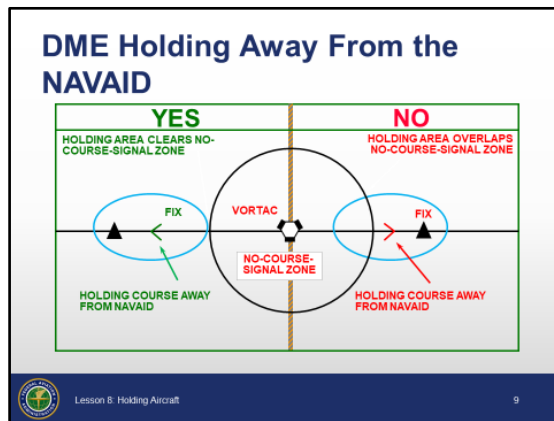 DME Holding Away From the
NAVAID
YES
NO
HOLDING AREA CLEARS NO-
COURSE-SIGNAL ZONE
HOLDING AREA OVERLAPS
NO-COURSE-SIGNAL ZONE
FIX
VORTAC
FIX
NO-COURSE-
SIGNAL ZONE
HOLDING COURSE AWAY
FROM NAVAID
HOLDING COURSE AWAY
FROM NAVAID
Lesson 8: Holding Aircraft
9